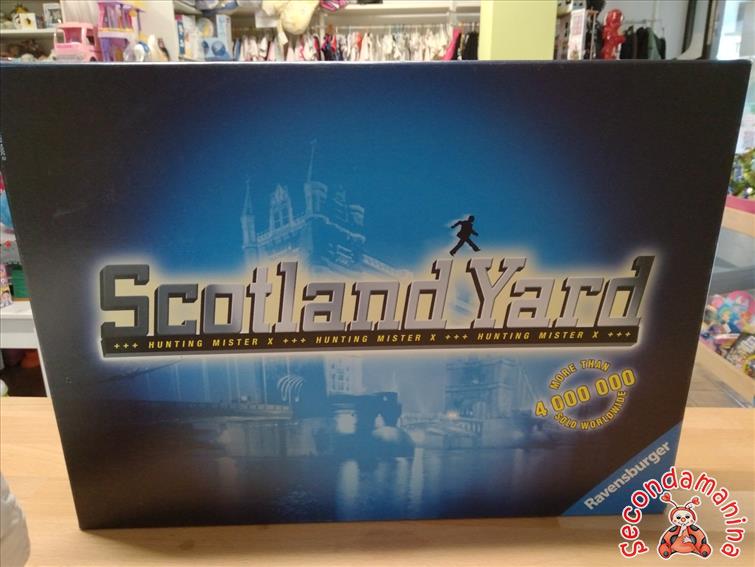 Scotland Yard
+++ HUNTING MISTER X +++ HUNTING MISTER X +++ HUNTING MISTER X +++
MORE THAN
4 000 000
SOLD WORLDWIDE
Ravensburger
secondamanina